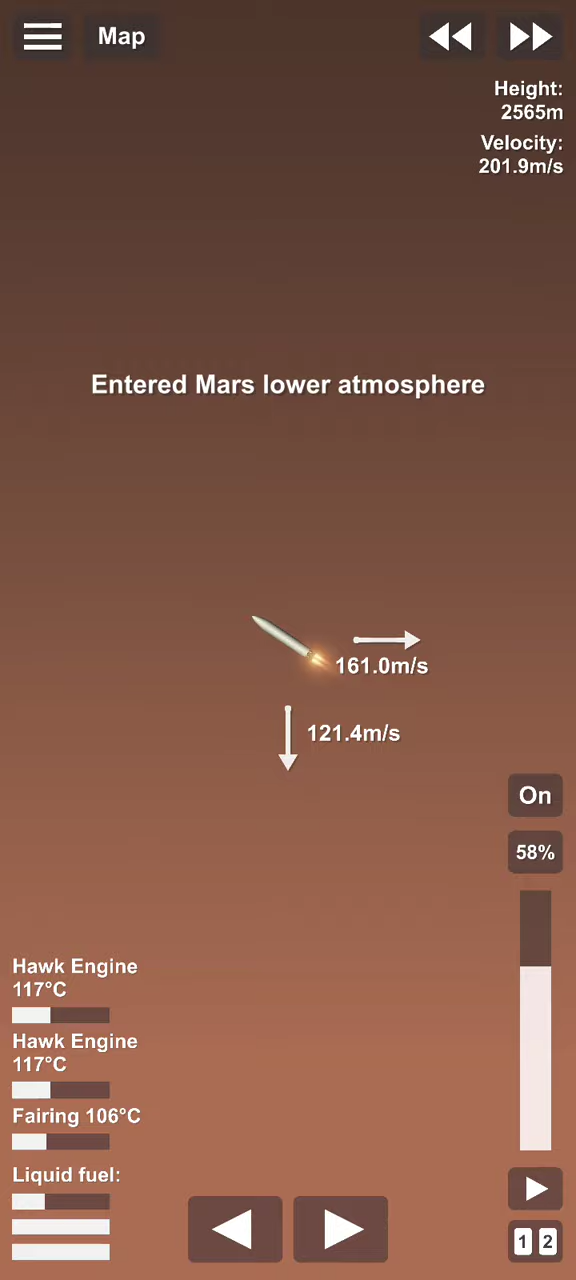 Map
Height:
2565m
Velocity:
201.9m/s
Entered Mars lower atmosphere
161.0m/s
121.4m/s
On
58%
Hawk Engine
117°C
Hawk Engine
117°C
Fairing 106°C
Liquid fuel:
1 2